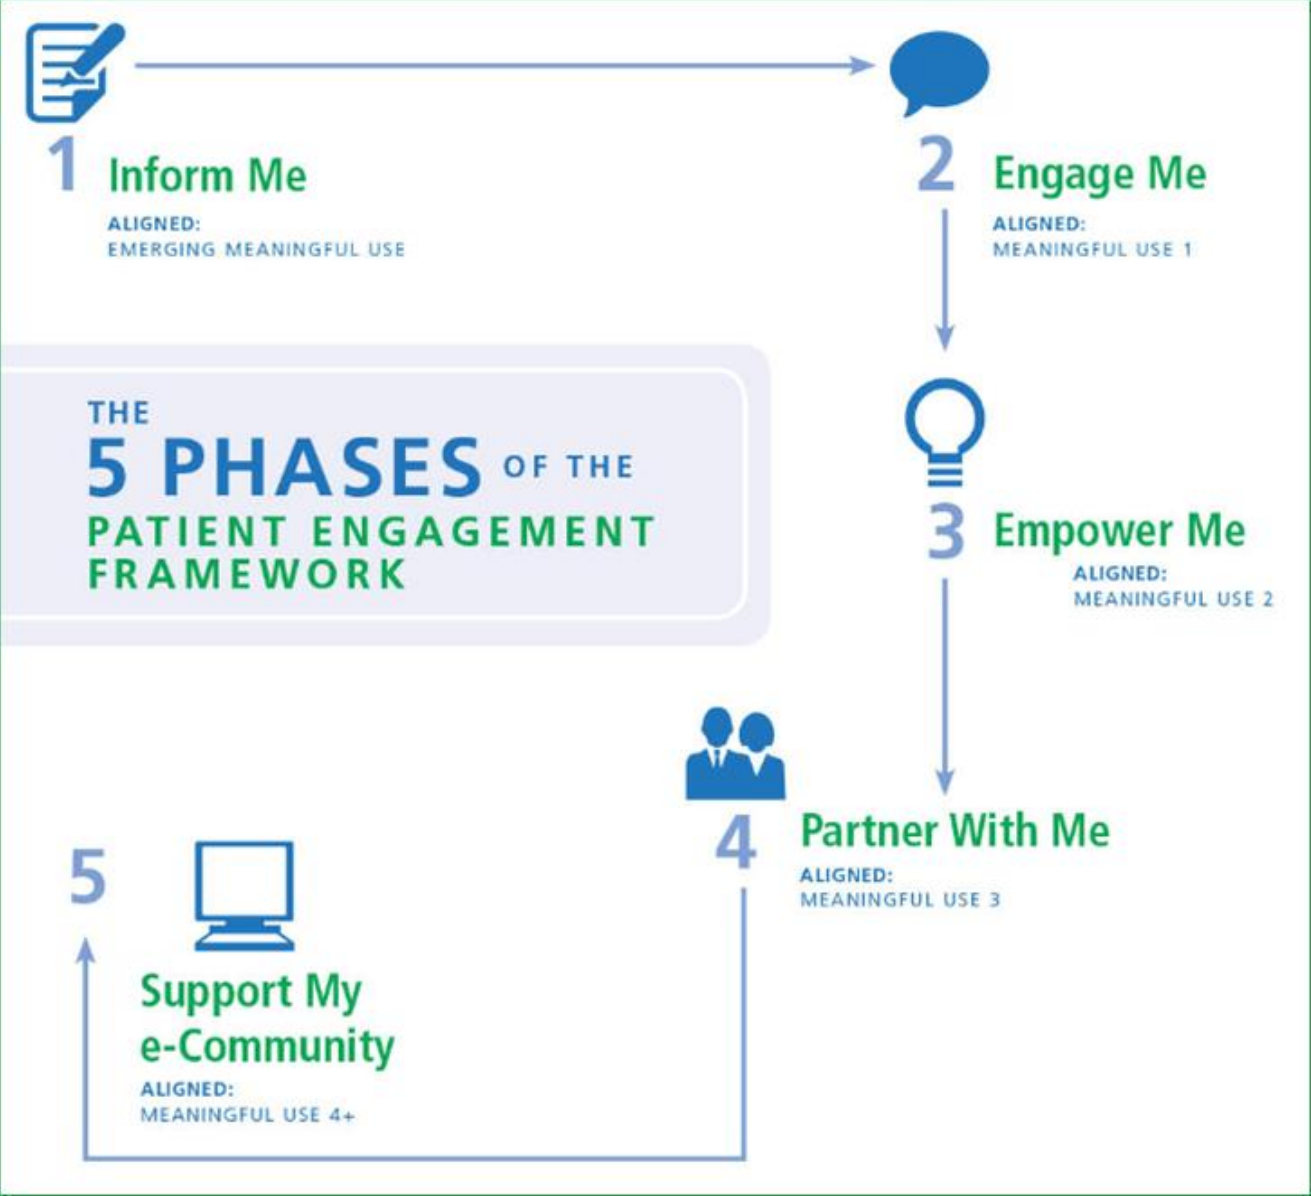 1 Inform Me
ALIGNED:
EMERGING MEANINGFUL USE
2 Engage Me
ALIGNED:
MEANINGFUL USE 1
THE
5 PHASES OF THE
PATIENT ENGAGEMENT
FRAMEWORK
3 Empower Me
ALIGNED:
MEANINGFUL USE 2
4 Partner With Me
ALIGNED:
MEANINGFUL USE 3
5
Support My
e-Community
ALIGNED:
MEANINGFUL USE 4+